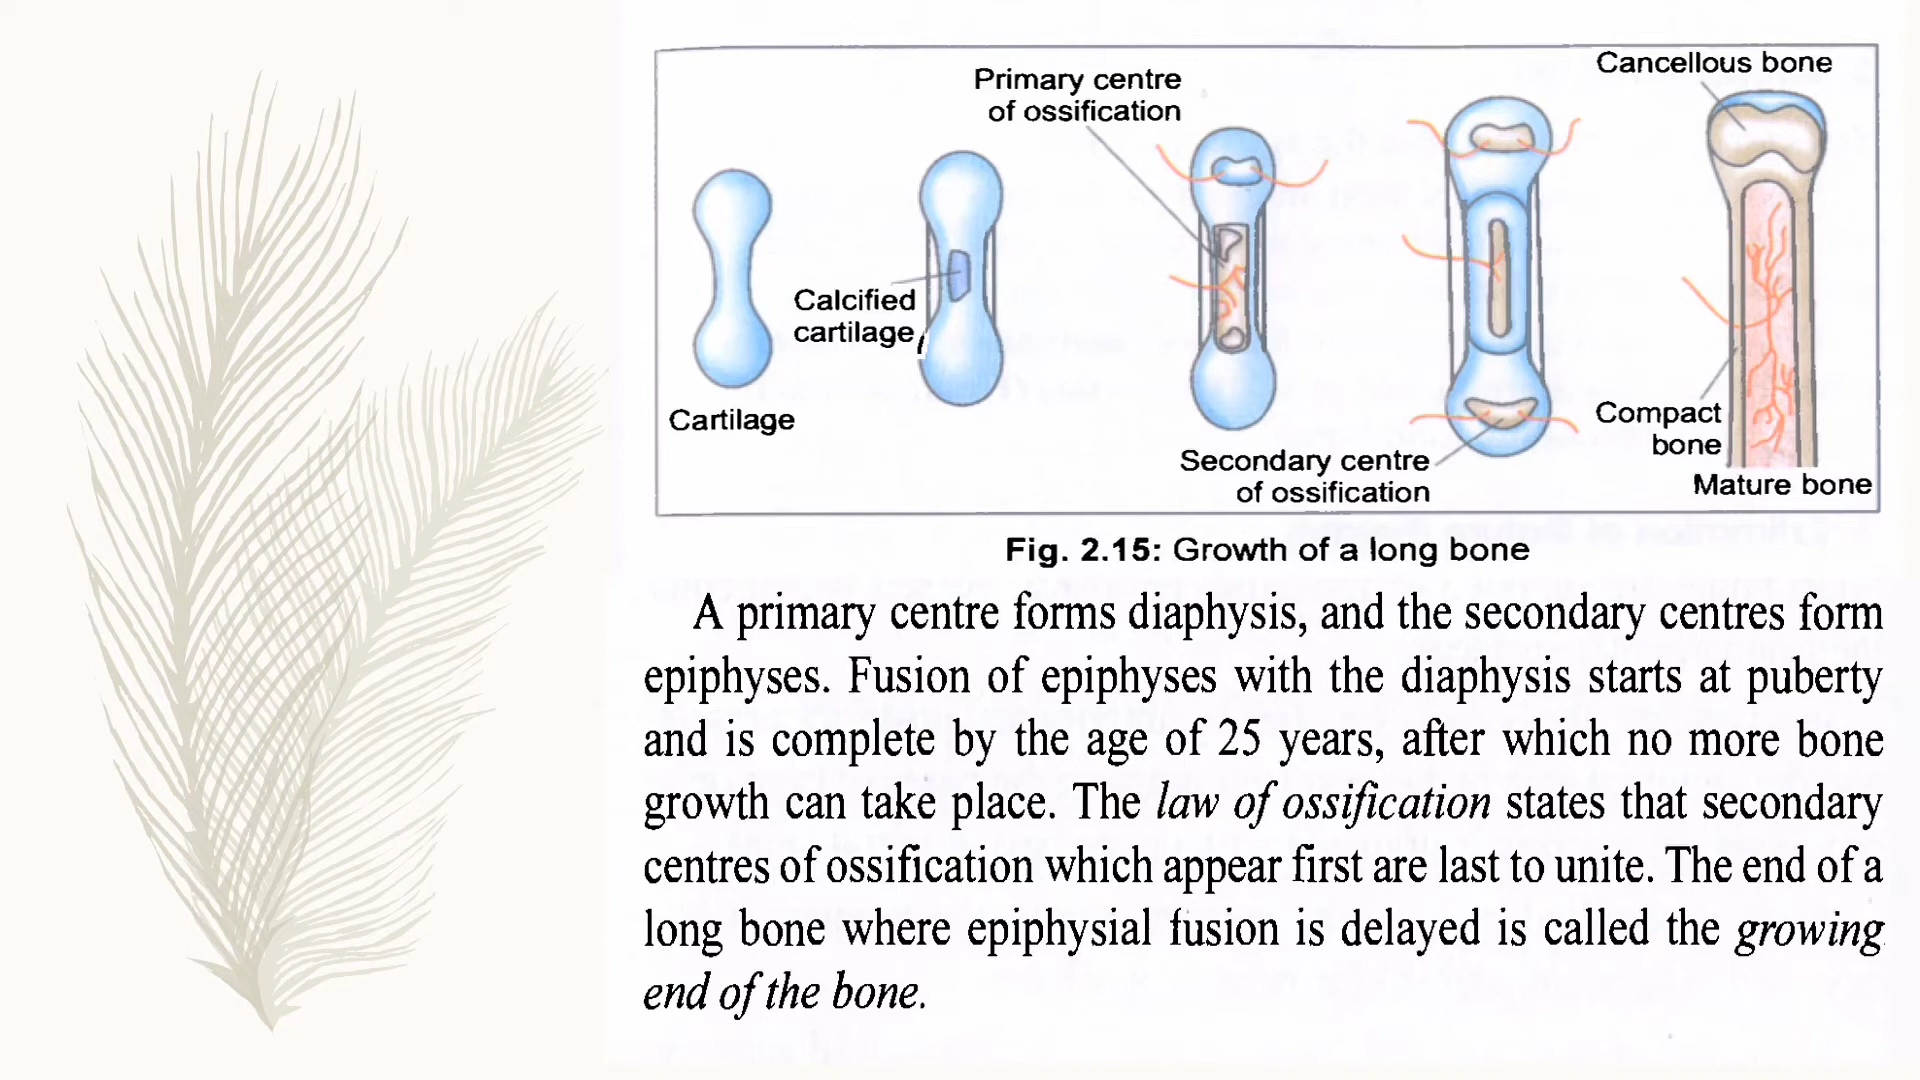 Cancellous bone
Primary centre
of ossification
Calcified
cartilage
Cartilage
Secondary centre
of ossification
Compact
bone
Mature bone
Fig. 2.15: Growth of a long bone
A primary centre forms diaphysis, and the secondary centres form
epiphyses. Fusion of epiphyses with the diaphysis starts at puberty
and is complete by the age of 25 years, after which no more bone
growth can take place. The law of ossification states that secondary
centres of ossification which appear first are last to unite. The end of a
long bone where epiphysial fusion is delayed is called the growing
end of the bone.